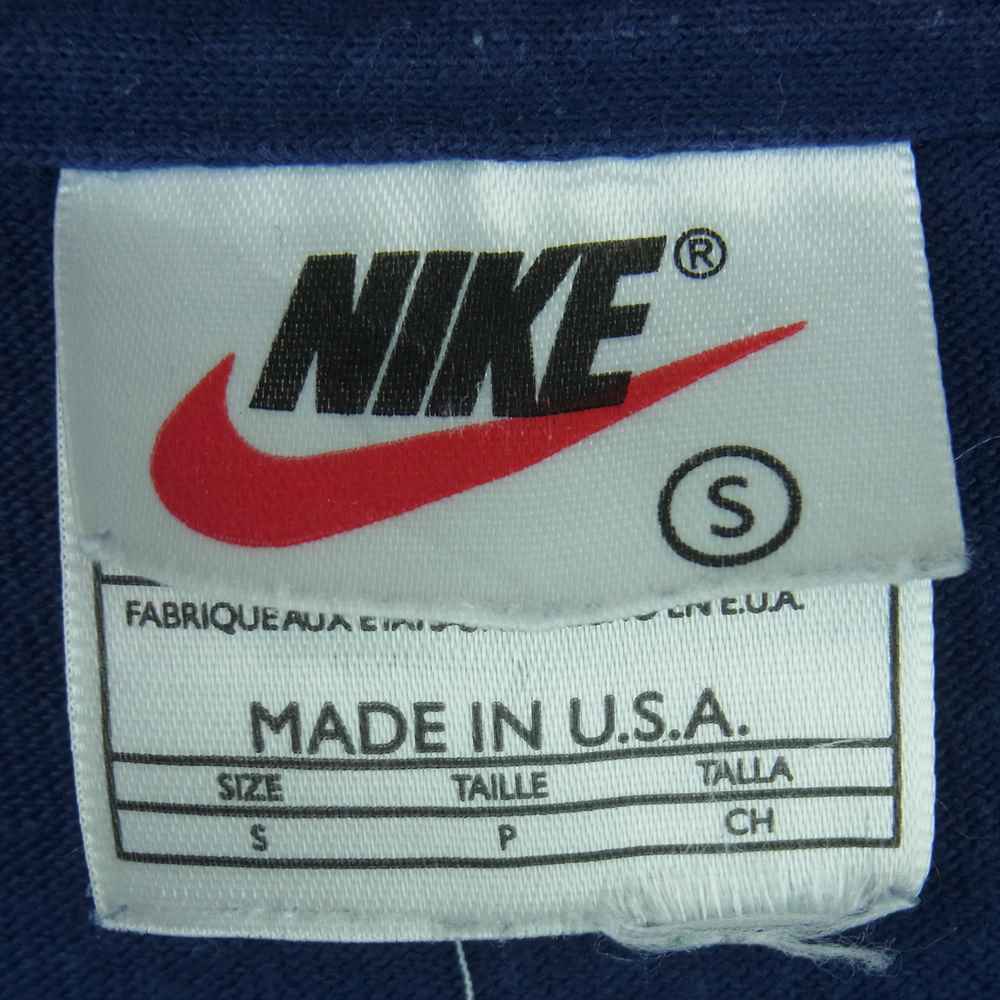 NIKE®
S
FABRIQUE AUX EN E.U.A.
MADE IN U.S.A.
SIZE TAILLE TALLA
S P CH